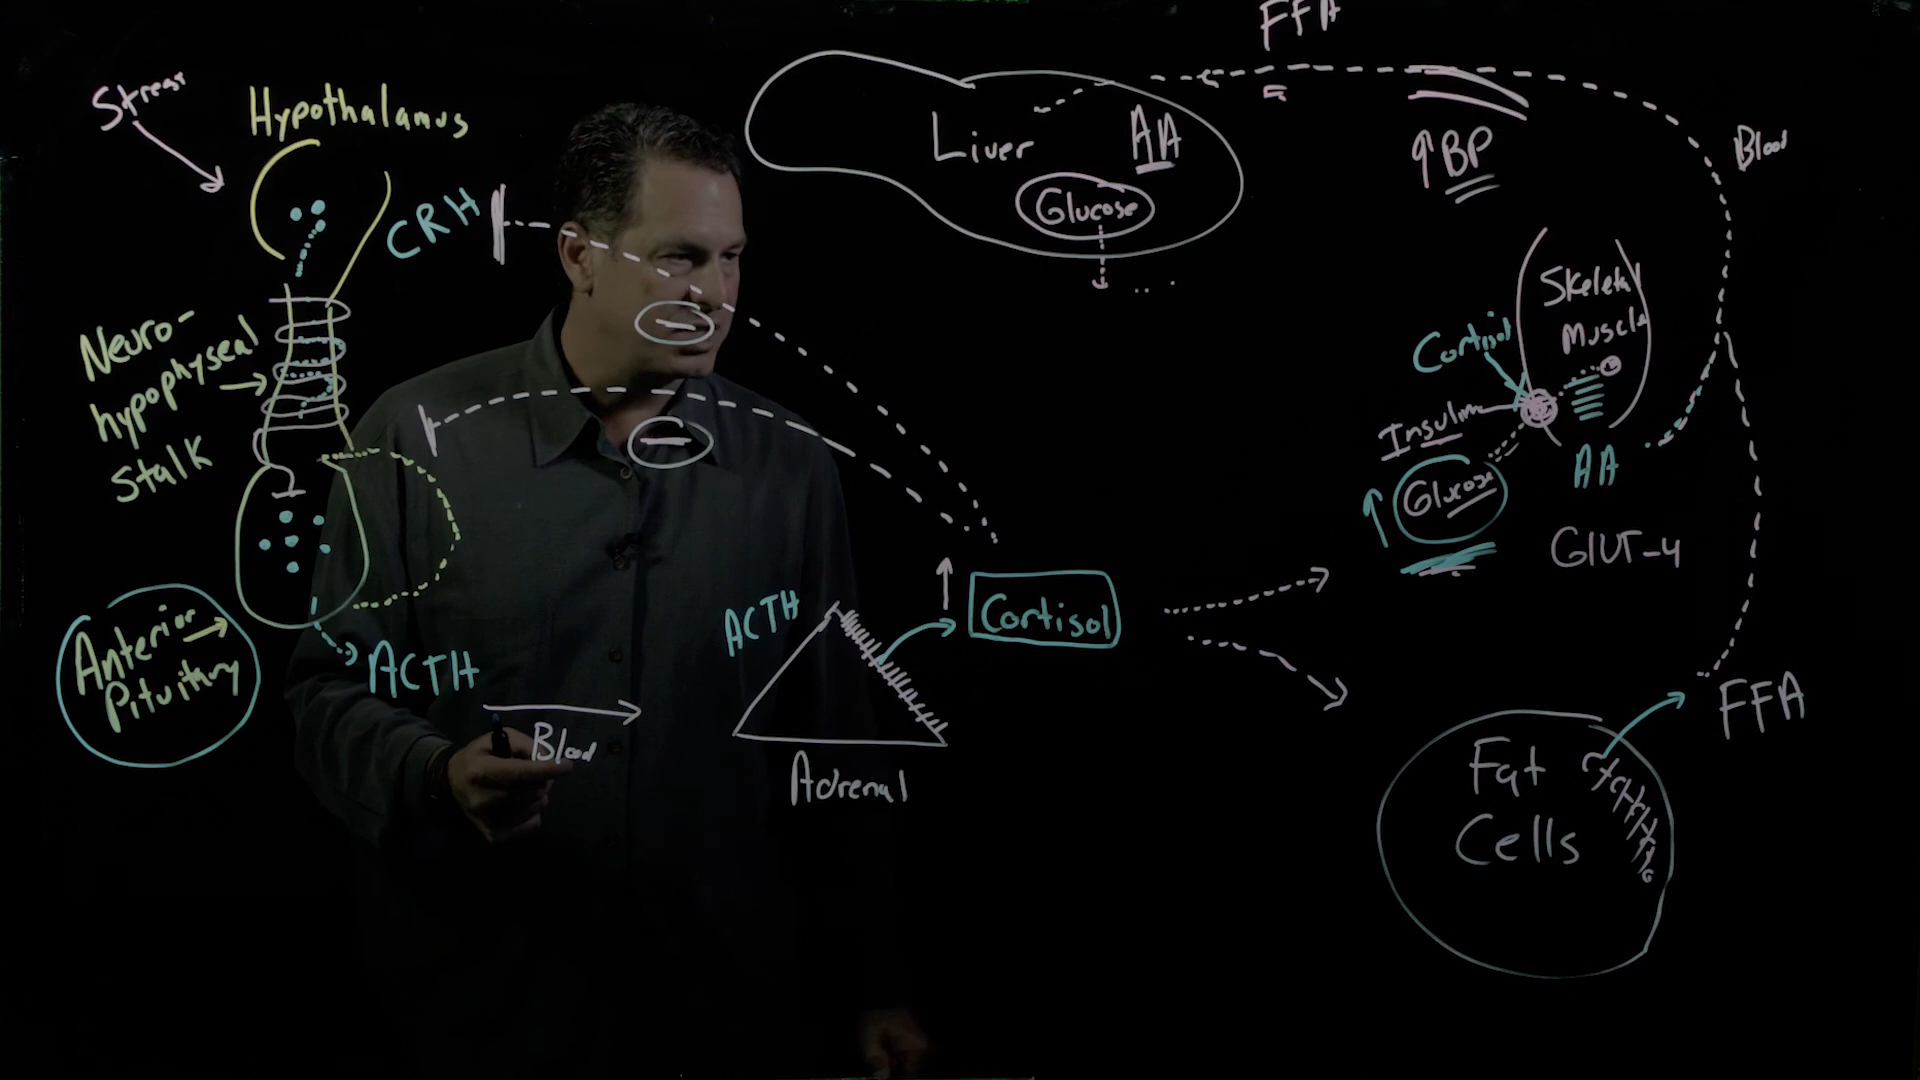 Stress
Hypothalamus
CRH
Neuro-
hypophyseal
Stalk
Anterior
Pituitary
ACTH
Blood
ACTH
Adrenal
Cortisol
Liver
AA
Glucose
FFA
↑BP
Blood
Skeletal
Muscle
Cortisol
Insulin
↑ Glucose
AA
GLUT-4
FFA
Fat
Cells